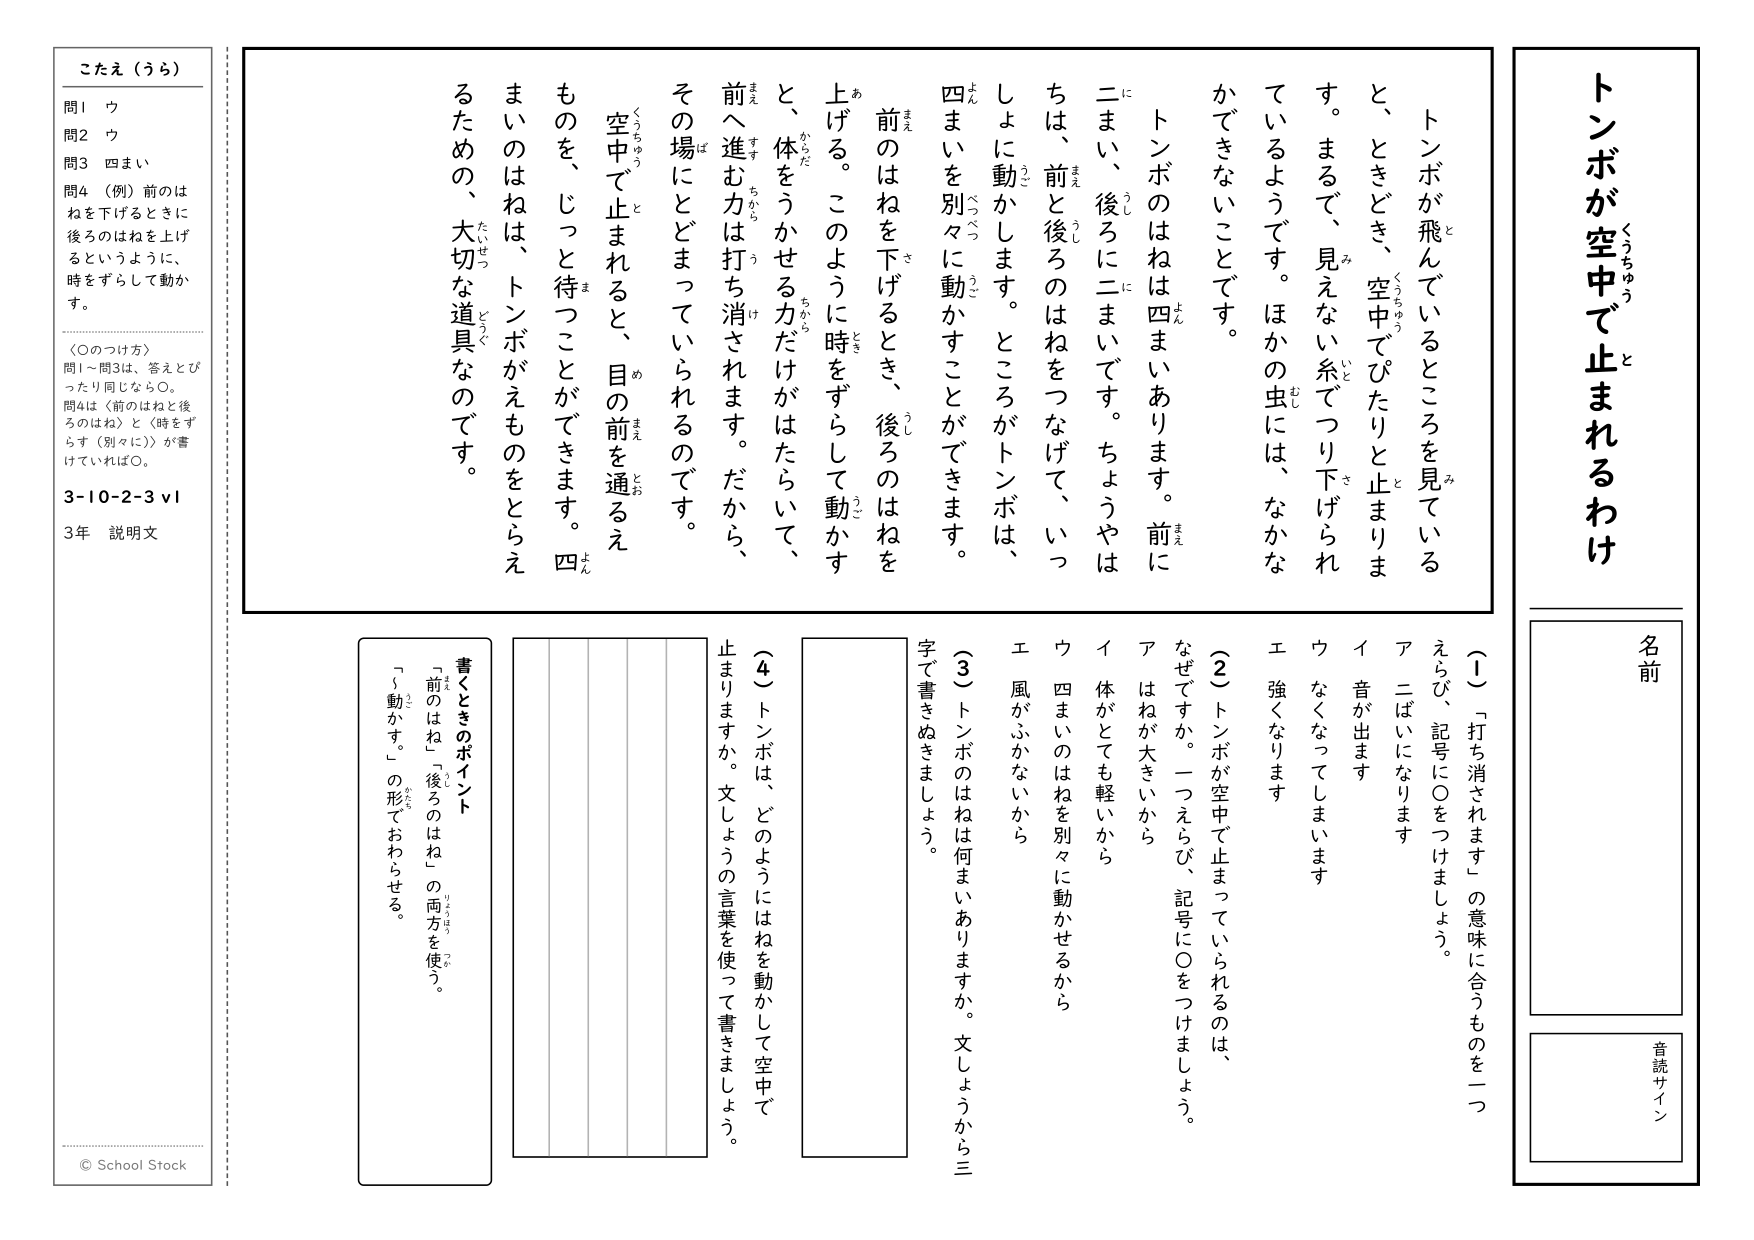 トンボが空中で止まれるわけ
名前
音読サイン
トンボが飛んでいるところを見ている
と、ときどき、空中でぴたりと止まりま
す。まるで、見えない糸でつり下げられ
ているようです。ほかの虫には、なかな
かできないことです。
トンボのはねは四まいあります。前に
二まい、後ろに二まいです。ちょうやは
ちは、前と後ろのはねをつなげて、いっ
しょに動かします。ところがトンボは、
四まいを別々に動かすことができます。
前のはねを下げるとき、後ろのはねを
上げる。このように時をずらして動かす
と、体をうかせる力だけがはたらいて、
前へ進む力は打ち消されます。だから、
その場にとどまっていられるのです。
空中で止まれると、目の前を通るえ
ものを、じっと待つことができます。四
まいのはねは、トンボがえものをとらえ
るための、大切な道具なのです。
(1)「打ち消されます」の意味に合うものを一つ
えらび、記号に〇をつけましょう。
ア 二ばいになります
イ 音が出ます
ウ なくなってしまいます
エ 強くなります
(2)トンボが空中で止まっていられるのは、
なぜですか。一つえらび、記号に〇をつけましょう。
ア はねが大きいから
イ 体がとても軽いから
ウ 四まいのはねを別々に動かせるから
エ 風がふかないから
(3)トンボのはねは何まいありますか。文しょうから三
字で書きぬきましょう。
(4)トンボは、どのようにはねを動かして空中で
止まりますか。文しょうの言葉を使って書きましょう。
書くときのポイント
「前のはね」「後ろのはね」の両方を使う。
「〜動かす。」の形でおわらせる。
こたえ（うら）
問1 ウ
問2 ウ
問3 四まい
問4 （例）前のは
ねを下げるときに
後ろのはねを上げ
るというように、
時をずらして動か
す。
〈〇のつけ方〉
問1〜問3は、答えとぴ
ったり同じなら〇。
問4は〈前のはねと後
ろのはね〉と〈時をず
らす（別々に）〉が書
けていれば〇。
3-10-2-3 v1
3年 説明文
© School Stock